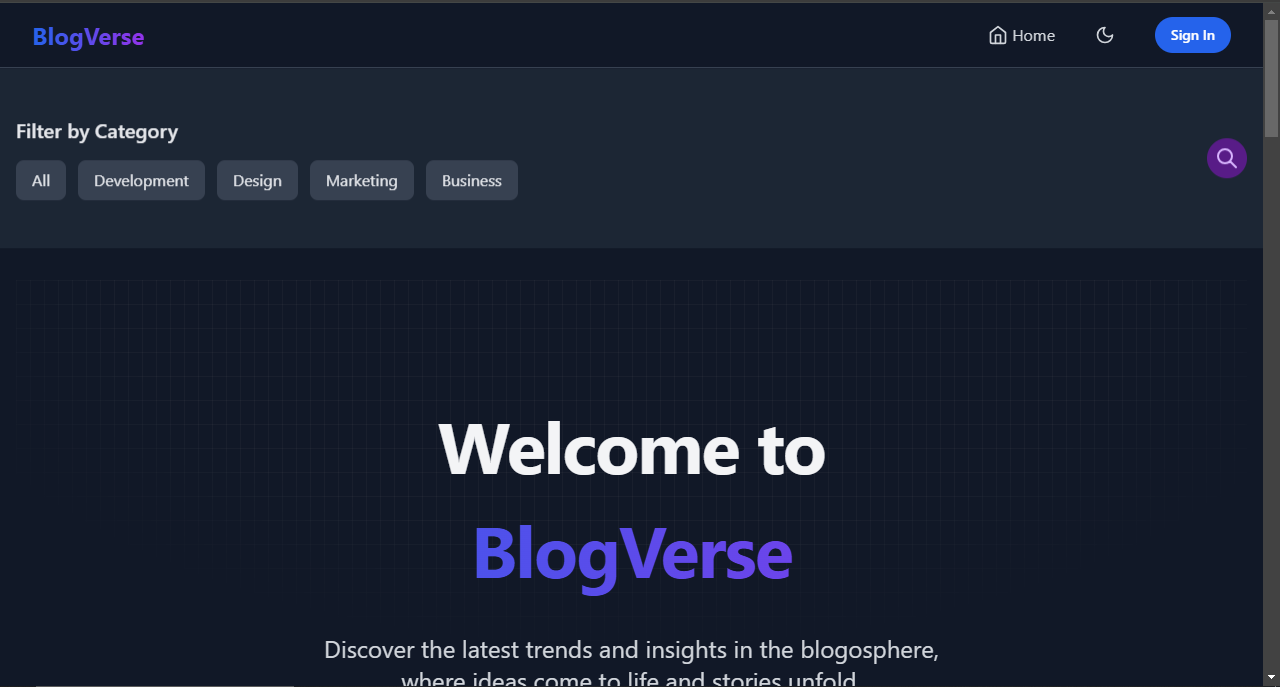 BlogVerse
Home
Sign In
Filter by Category
All
Development
Design
Marketing
Business
Welcome to
BlogVerse
Discover the latest trends and insights in the blogosphere,
where ideas come to life and stories unfold